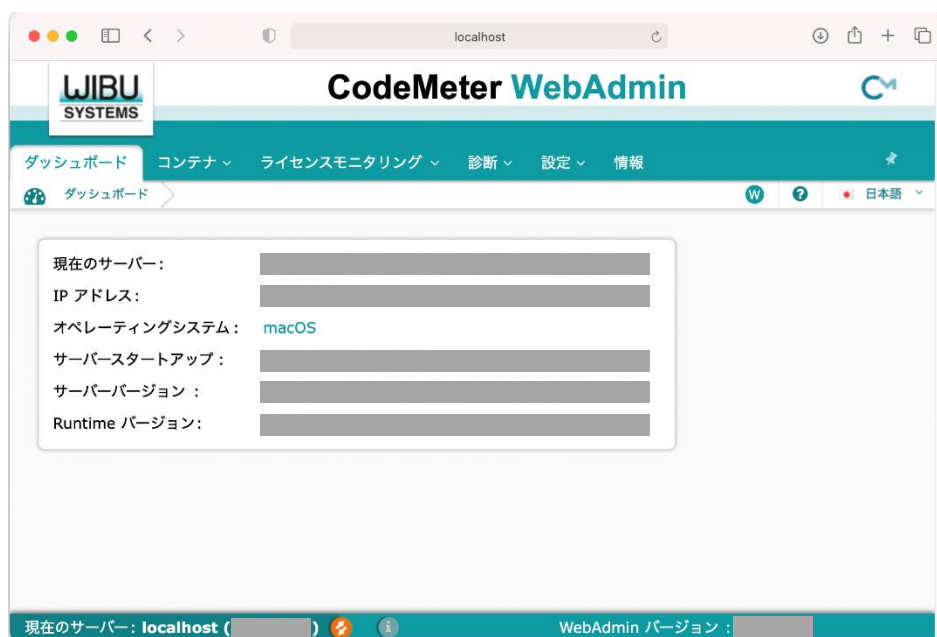 localhost
WIBU
SYSTEMS
CodeMeter WebAdmin
CM
ダッシュボード コンテナ ライセンスモニタリング 診断 設定 情報
ダッシュボード W ? 日本語
現在のサーバー:
IP アドレス:
オペレーティングシステム: macOS
サーバースタートアップ:
サーバーバージョン :
Runtime バージョン:
現在のサーバー: localhost ( ) i WebAdmin バージョン :